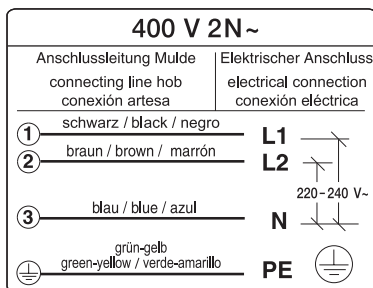 400 V 2N~
Anschlussleitung Mulde
connecting line hob
conexión artesa
Elektrischer Anschluss
electrical connection
conexión eléctrica
1 schwarz / black / negro L1
2 braun / brown / marrón L2
220-240 V~
3 blau / blue / azul N
grün-gelb
green-yellow / verde-amarillo PE